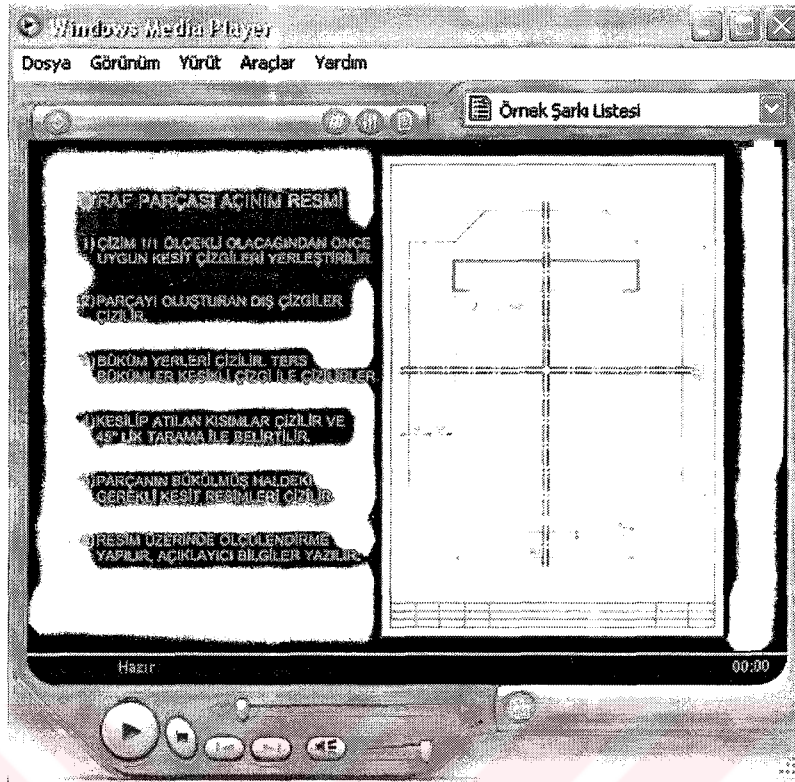 Windows Media Player
Dosya Görünüm Yürüt Araçlar Yardım
Örnek Şarkı Listesi
RAF PARÇASI AÇINIM RESMİ
1) ÇİZİM 1/1 ÖLÇEKLİ OLACAĞINDAN ÖNCE
UYGUN KESİT ÇİZGİLERİ YERLEŞTİRİLİR.
2) PARÇAYI OLUŞTURAN DIŞ ÇİZGİLER
ÇİZİLİR.
) BÜKÜM YERLERİ ÇİZİLİR. TERS
BÜKÜMLER KESİKLİ ÇİZGİ İLE ÇİZİLİRLER.
) KESİLİP ATILAN KISIMLAR ÇİZİLİR VE
45° LİK TARAMA İLE BELİRTİLİR.
) PARÇANIN BÜKÜLMÜŞ HALDEKİ
GEREKLİ KESİT RESİMLERİ ÇİZİLİR.
) RESİM ÜZERİNDE ÖLÇÜLENDİRME
YAPILIR, AÇIKLAYICI BİLGİLER YAZILIR.
Hazır
00:00